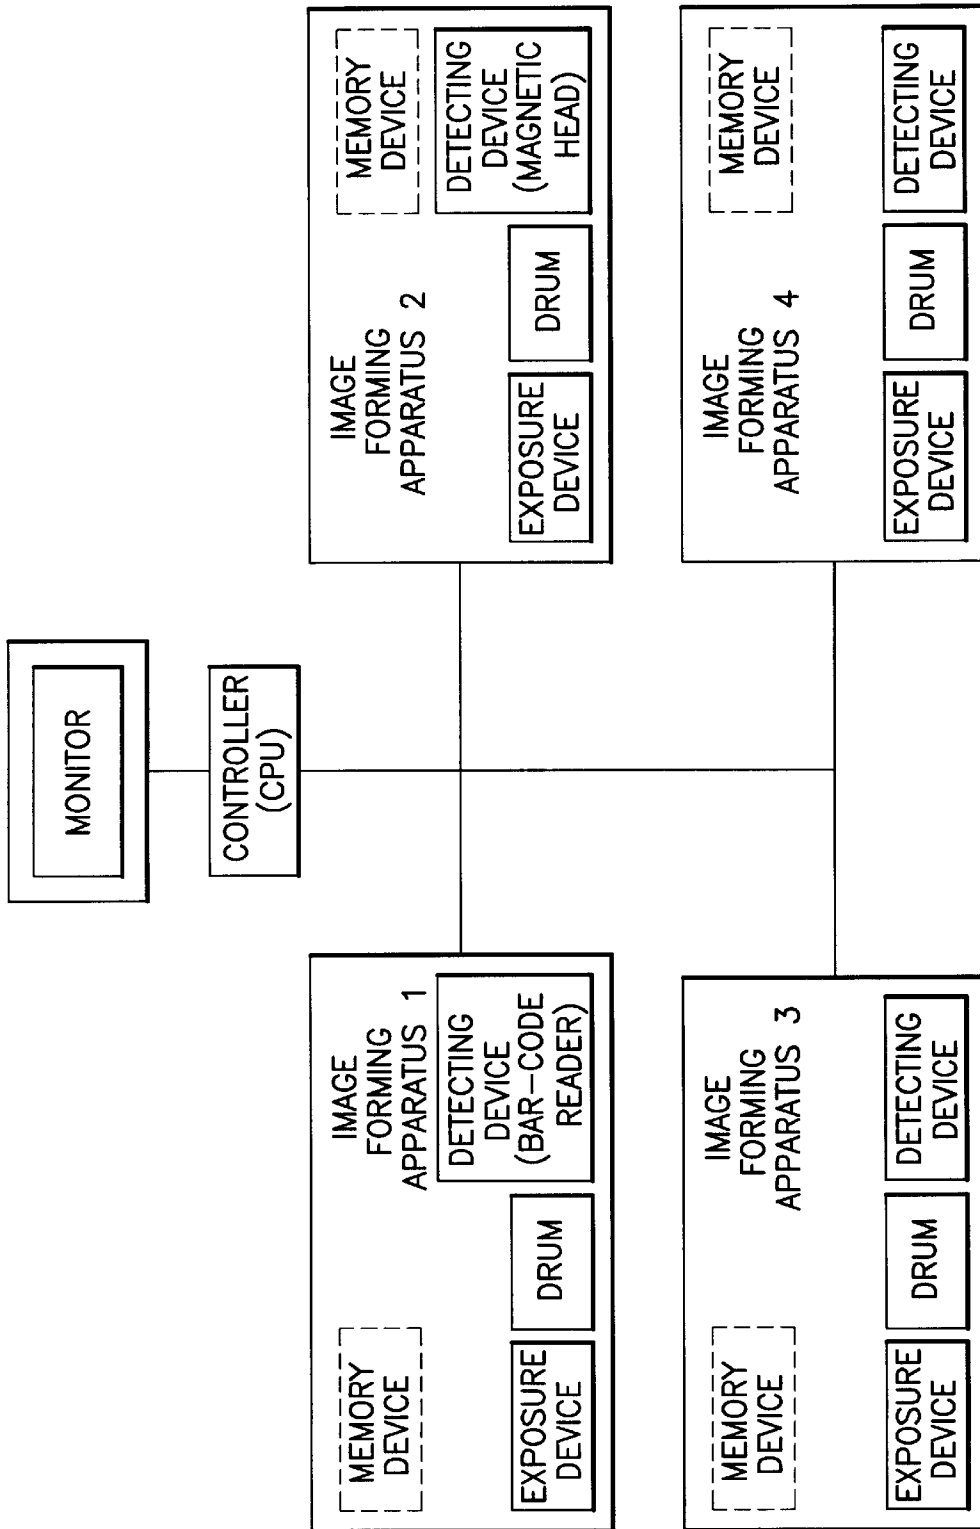 MONITOR
CONTROLLER
(CPU)
IMAGE
FORMING
APPARATUS 1
MEMORY
DEVICE
DETECTING
DEVICE
(BAR-CODE
READER)
EXPOSURE
DEVICE
DRUM
IMAGE
FORMING
APPARATUS 2
MEMORY
DEVICE
DETECTING
DEVICE
(MAGNETIC
HEAD)
EXPOSURE
DEVICE
DRUM
IMAGE
FORMING
APPARATUS 3
MEMORY
DEVICE
EXPOSURE
DEVICE
DRUM
DETECTING
DEVICE
IMAGE
FORMING
APPARATUS 4
MEMORY
DEVICE
EXPOSURE
DEVICE
DRUM
DETECTING
DEVICE